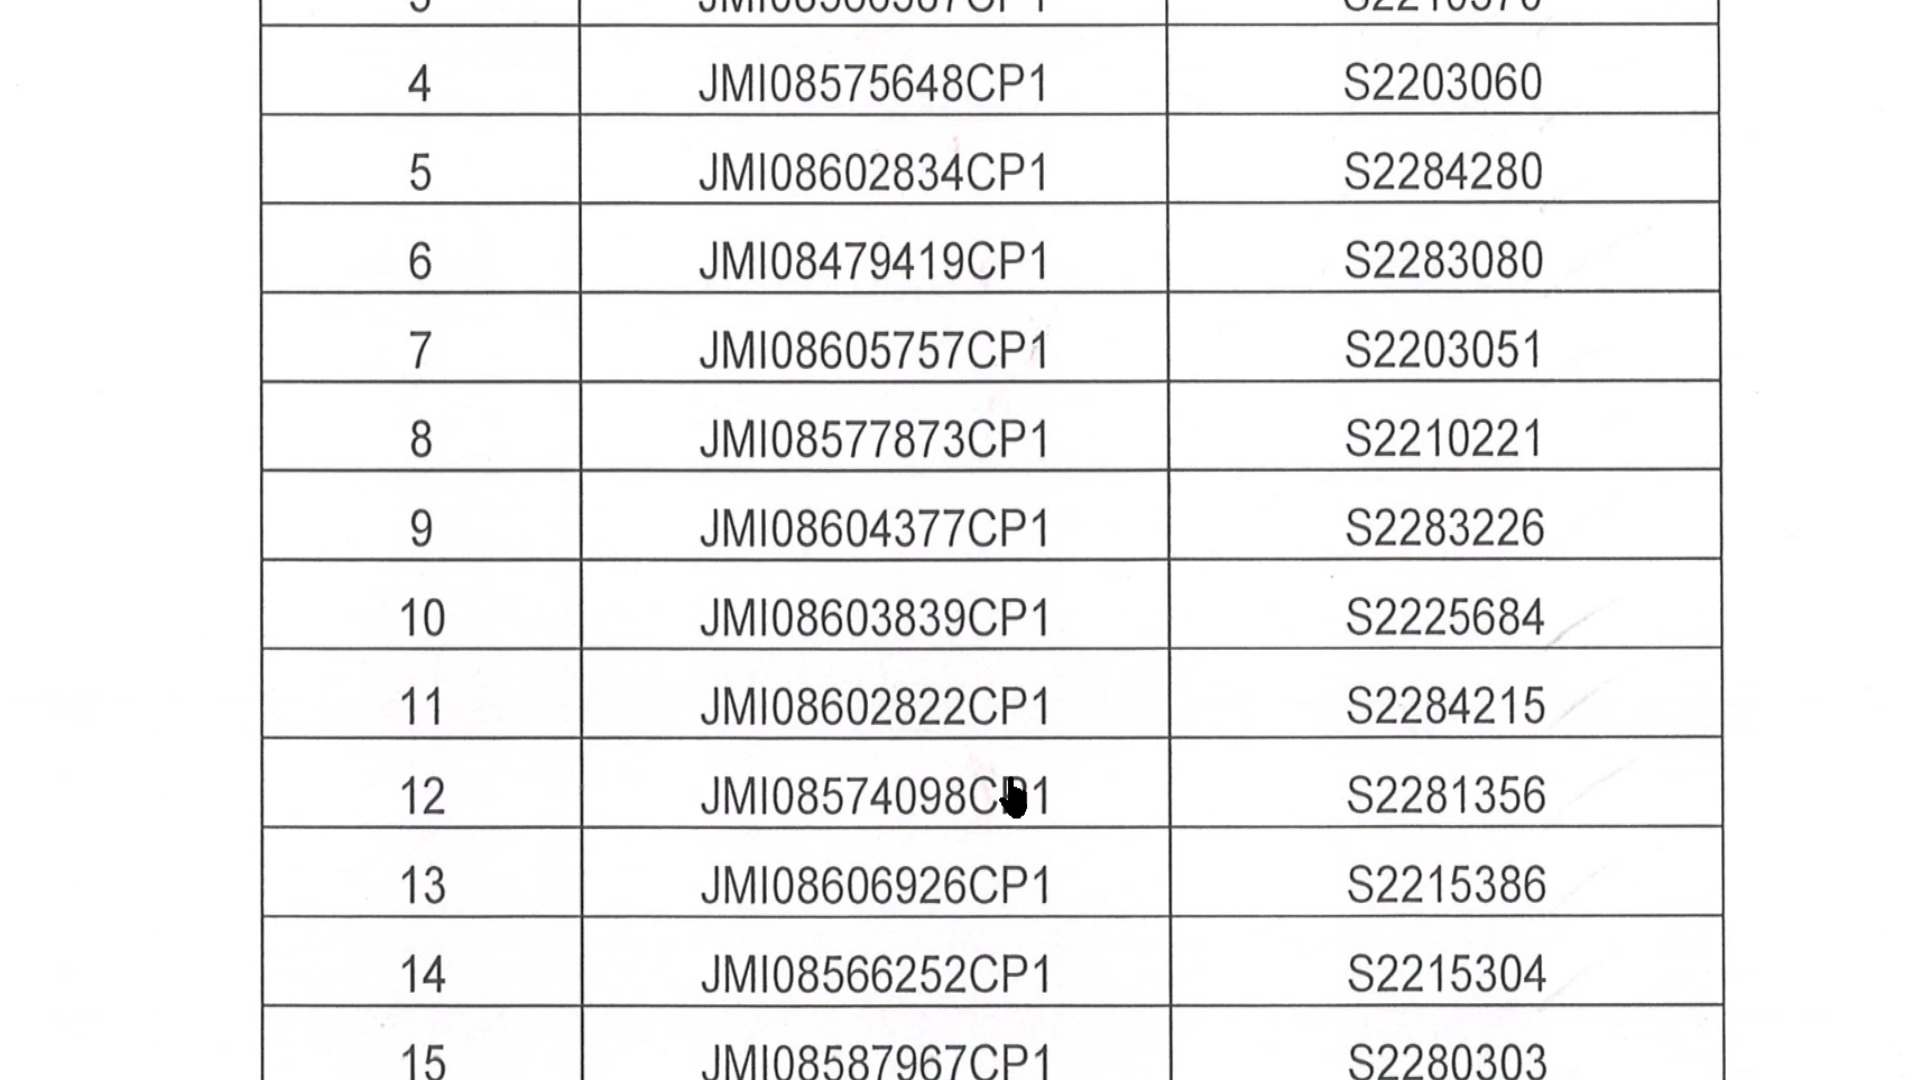 4 JMI08575648CP1 S2203060
5 JMI08602834CP1 S2284280
6 JMI08479419CP1 S2283080
7 JMI08605757CP1 S2203051
8 JMI08577873CP1 S2210221
9 JMI08604377CP1 S2283226
10 JMI08603839CP1 S2225684
11 JMI08602822CP1 S2284215
12 JMI08574098CP1 S2281356
13 JMI08606926CP1 S2215386
14 JMI08566252CP1 S2215304
15 JMI08587967CP1 S2280303